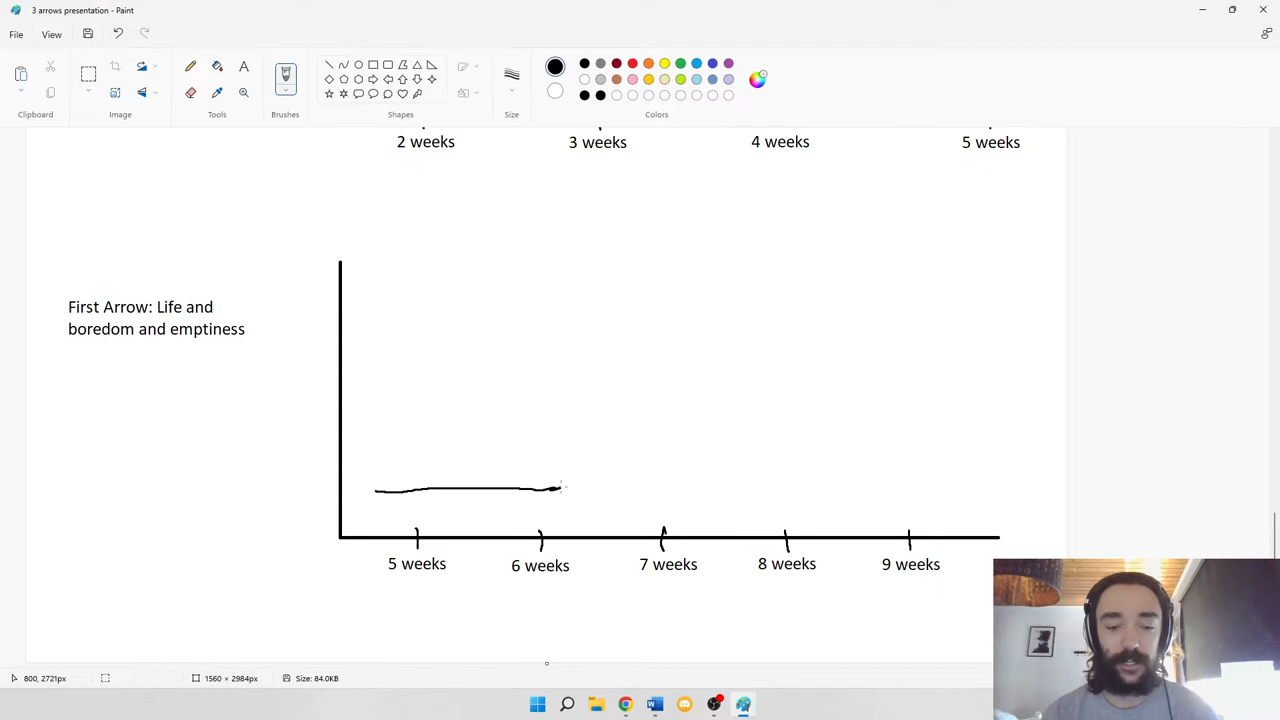 3 arrows presentation - Paint
File View
Clipboard Image Tools Brushes Shapes Size Colors
2 weeks 3 weeks 4 weeks 5 weeks
First Arrow: Life and
boredom and emptiness
5 weeks 6 weeks 7 weeks 8 weeks 9 weeks
800, 2721px 1560 × 2984px Size: 84.0KB